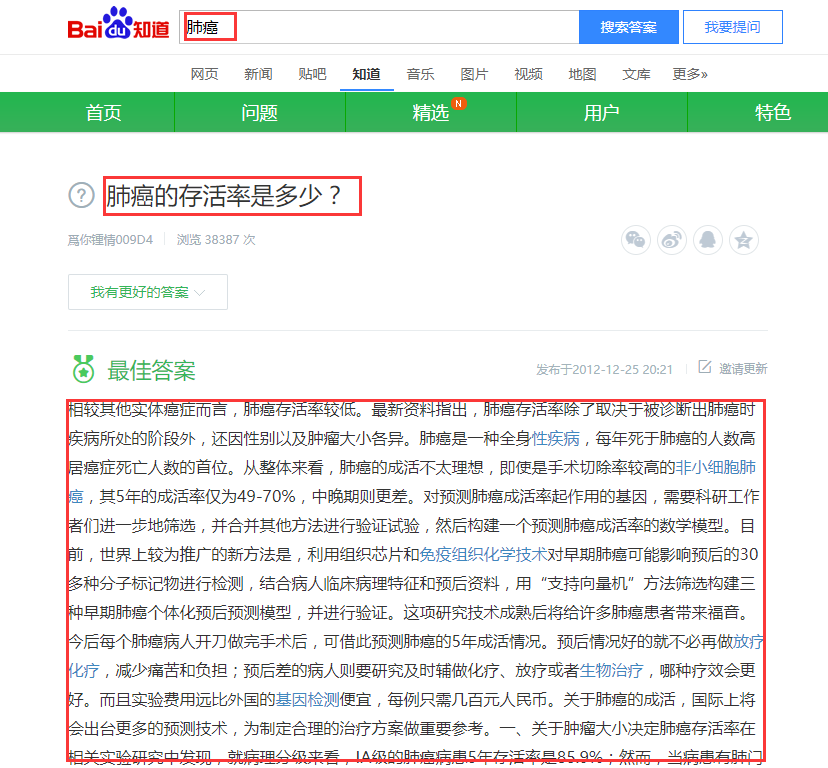 Bai du 知道 肺癌 搜索答案 我要提问
网页 新闻 贴吧 知道 音乐 图片 视频 地图 文库 更多»
首页 问题 精选 N 用户 特色
? 肺癌的存活率是多少？
爲你锺情009D4 浏览 38387 次
我有更好的答案
最佳答案 发布于2012-12-25 20:21 邀请更新
相较其他实体癌症而言，肺癌存活率较低。最新资料指出，肺癌存活率除了取决于被诊断出肺癌时
疾病所处的阶段外，还因性别以及肿瘤大小各异。肺癌是一种全身性疾病，每年死于肺癌的人数高
居癌症死亡人数的首位。从整体来看，肺癌的成活不太理想，即使是手术切除率较高的非小细胞肺
癌，其5年的成活率仅为49-70%，中晚期则更差。对预测肺癌成活率起作用的基因，需要科研工作
者们进一步地筛选，并合并其他方法进行验证试验，然后构建一个预测肺癌成活率的数学模型。目
前，世界上较为推广的新方法是，利用组织芯片和免疫组织化学技术对早期肺癌可能影响预后的30
多种分子标记物进行检测，结合病人临床病理特征和预后资料，用“支持向量机”方法筛选构建三
种早期肺癌个体化预后预测模型，并进行验证。这项研究技术成熟后将给许多肺癌患者带来福音。
今后每个肺癌病人开刀做完手术后，可借此预测肺癌的5年成活情况。预后情况好的就不必再做放疗
化疗，减少痛苦和负担；预后差的病人则要研究及时辅做化疗、放疗或者生物治疗，哪种疗效会更
好。而且实验费用远比外国的基因检测便宜，每例只需几百元人民币。关于肺癌的成活，国际上将
会出台更多的预测技术，为制定合理的治疗方案做重要参考。一、关于肿瘤大小决定肺癌存活率在
相关实验研究中发现，就病理分级来看，IA级的肺癌病患5年存活率是85.9%；然而，当病患有肺门